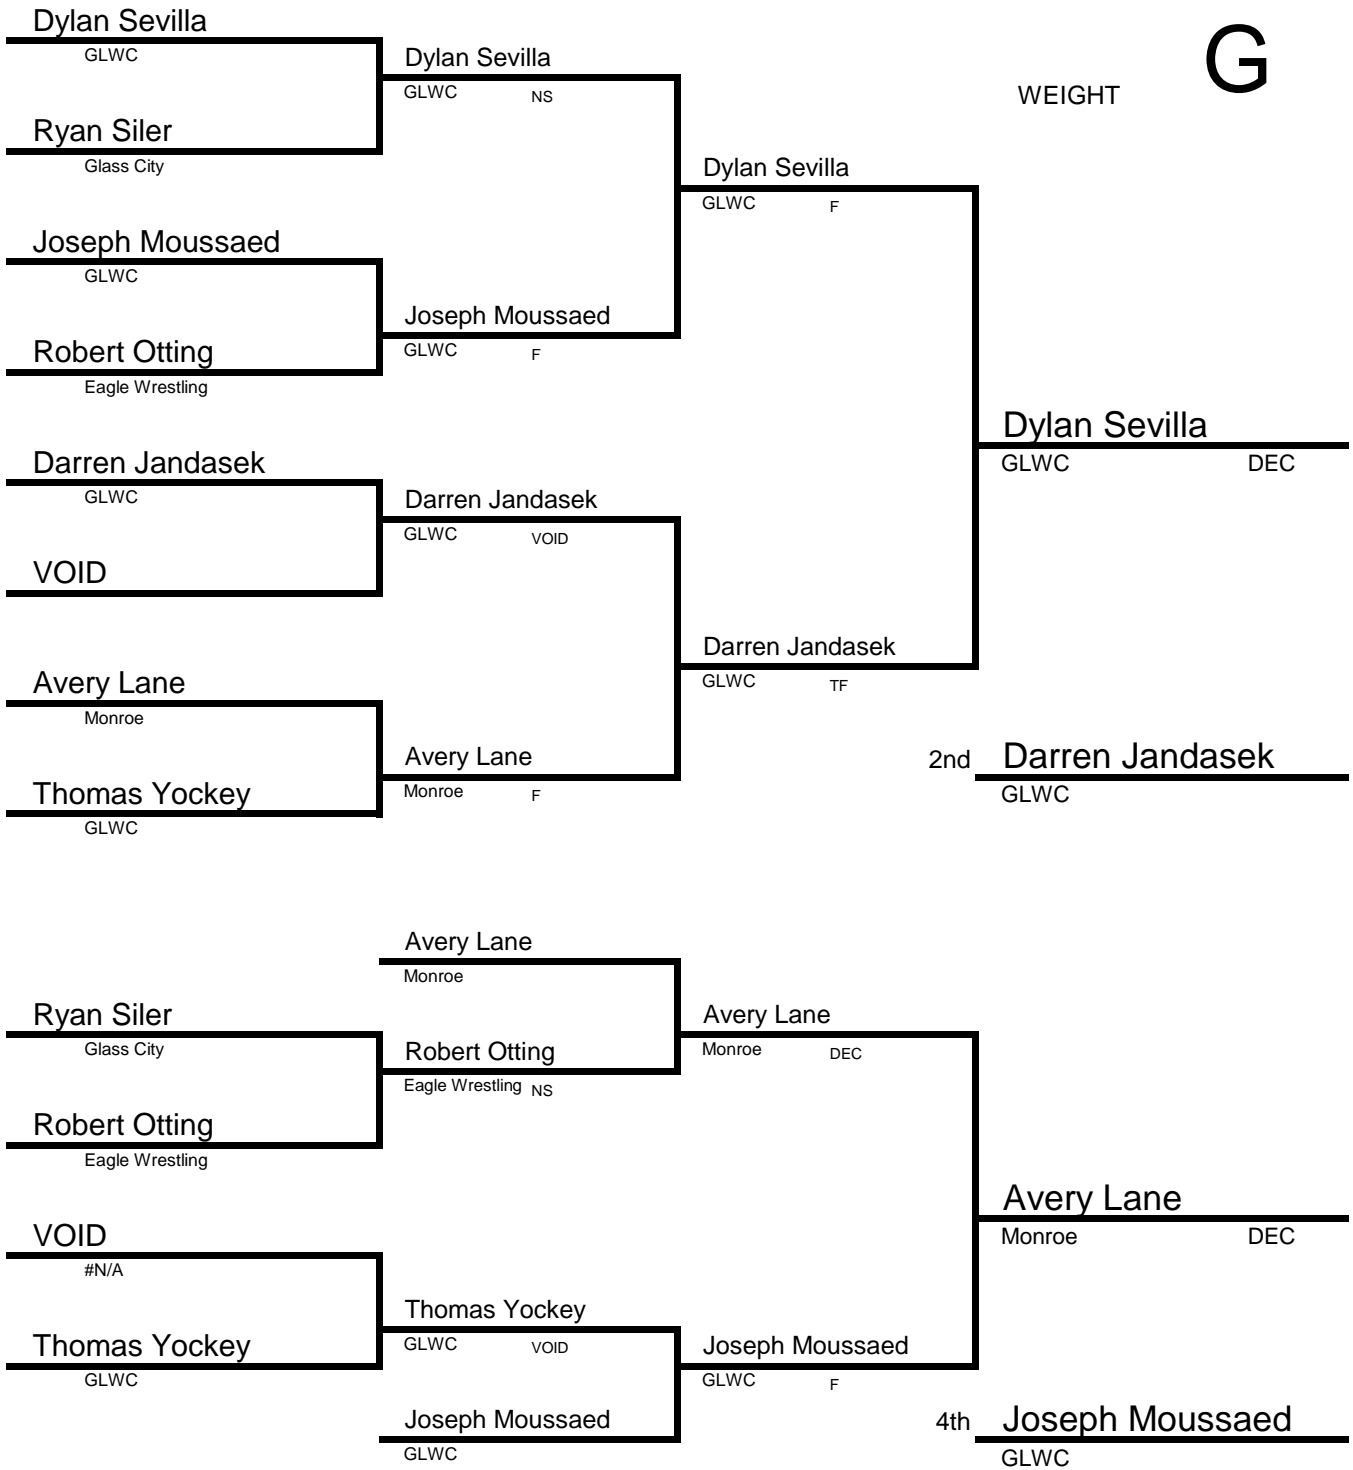 Dylan Sevilla
GLWC
Dylan Sevilla
GLWC NS
WEIGHT G
Ryan Siler
Glass City
Dylan Sevilla
GLWC F
Joseph Moussaed
GLWC
Joseph Moussaed
GLWC F
Robert Otting
Eagle Wrestling
Dylan Sevilla
GLWC DEC
Darren Jandasek
GLWC
Darren Jandasek
GLWC VOID
VOID
Darren Jandasek
GLWC TF
Avery Lane
Monroe
Avery Lane
Monroe F
2nd Darren Jandasek
GLWC
Thomas Yockey
GLWC
Avery Lane
Monroe
Ryan Siler
Glass City
Avery Lane
Monroe DEC
Robert Otting
Eagle Wrestling NS
Robert Otting
Eagle Wrestling
Avery Lane
Monroe DEC
VOID
#N/A
Thomas Yockey
GLWC VOID
Thomas Yockey
GLWC
Joseph Moussaed
GLWC F
Joseph Moussaed
GLWC
4th Joseph Moussaed
GLWC